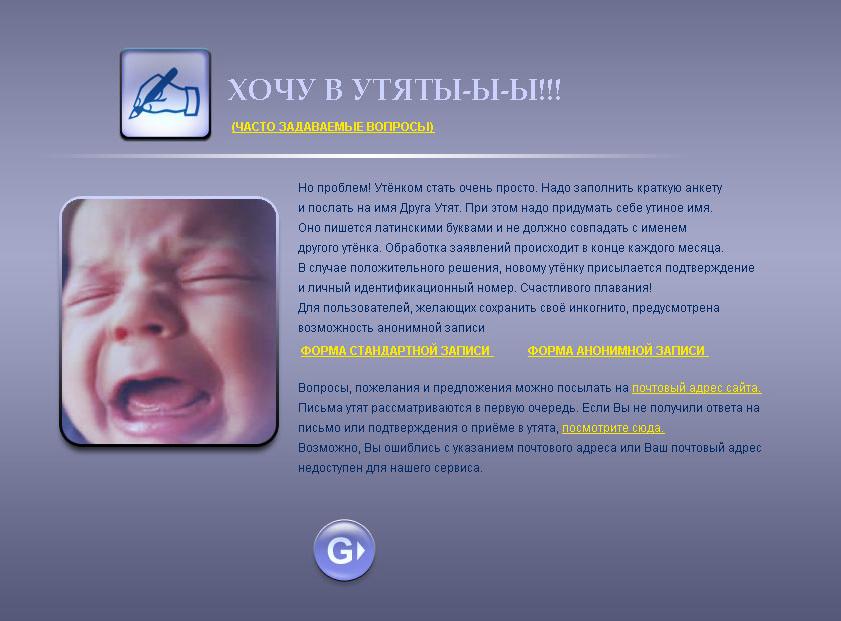 ХОЧУ В УТЯТЫ-Ы-Ы!!!
(ЧАСТО ЗАДАВАЕМЫЕ ВОПРОСЫ)
Но проблем! Утёнком стать очень просто. Надо заполнить краткую анкету
и послать на имя Друга Утят. При этом надо придумать себе утиное имя.
Оно пишется латинскими буквами и не должно совпадать с именем
другого утёнка. Обработка заявлений происходит в конце каждого месяца.
В случае положительного решения, новому утёнку присылается подтверждение
и личный идентификационный номер. Счастливого плавания!
Для пользователей, желающих сохранить своё инкогнито, предусмотрена
возможность анонимной записи
ФОРМА СТАНДАРТНОЙ ЗАПИСИ ФОРМА АНОНИМНОЙ ЗАПИСИ
Вопросы, пожелания и предложения можно посылать на почтовый адрес сайта.
Письма утят рассматриваются в первую очередь. Если Вы не получили ответа на
письмо или подтверждения о приёме в утята, посмотрите сюда.
Возможно, Вы ошиблись с указанием почтового адреса или Ваш почтовый адрес
недоступен для нашего сервиса.
G